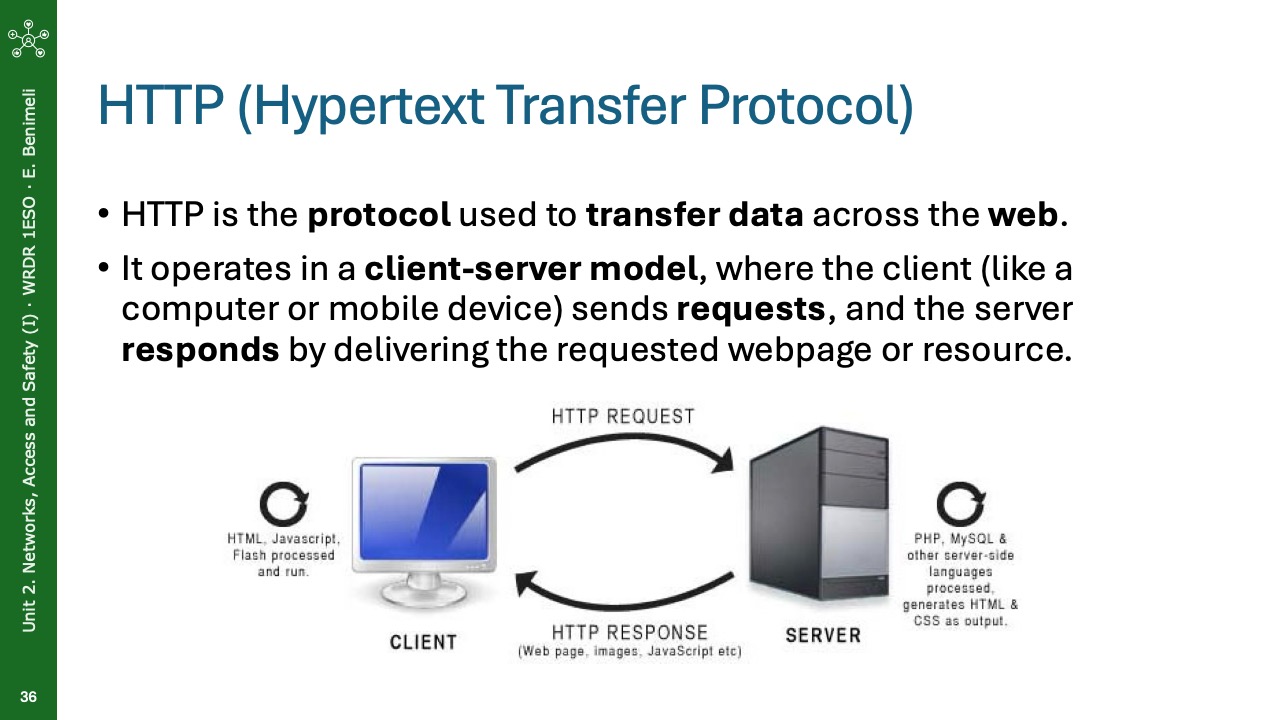 HTTP (Hypertext Transfer Protocol)
• HTTP is the protocol used to transfer data across the web.
• It operates in a client-server model, where the client (like a
computer or mobile device) sends requests, and the server
responds by delivering the requested webpage or resource.
HTTP REQUEST
HTML, Javascript,
Flash processed
and run.
CLIENT
HTTP RESPONSE
(Web page, images, JavaScript etc)
SERVER
PHP, MySQL &
other server-side
languages
processed,
generates HTML &
CSS as output.
Unit 2. Networks, Access and Safety (I) · WRDR 1ESO · E. Benimeli
36